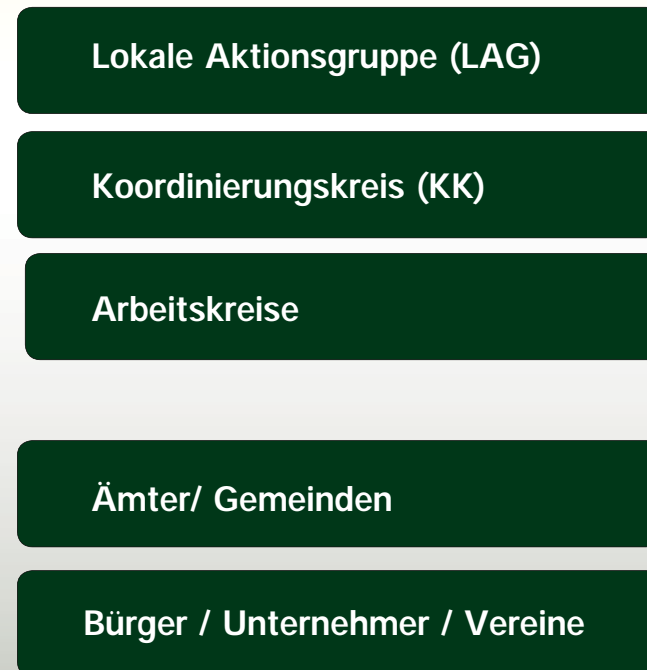 Lokale Aktionsgruppe (LAG)
Koordinierungskreis (KK)
Arbeitskreise
Ämter/ Gemeinden
Bürger / Unternehmer / Vereine